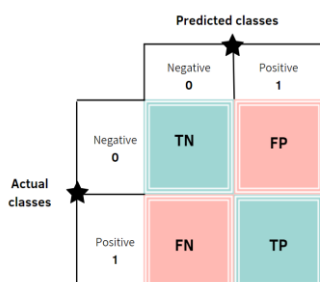 Predicted classes
Negative
0
Positive
1
Negative
0
TN
FP
Actual
classes
Positive
1
FN
TP